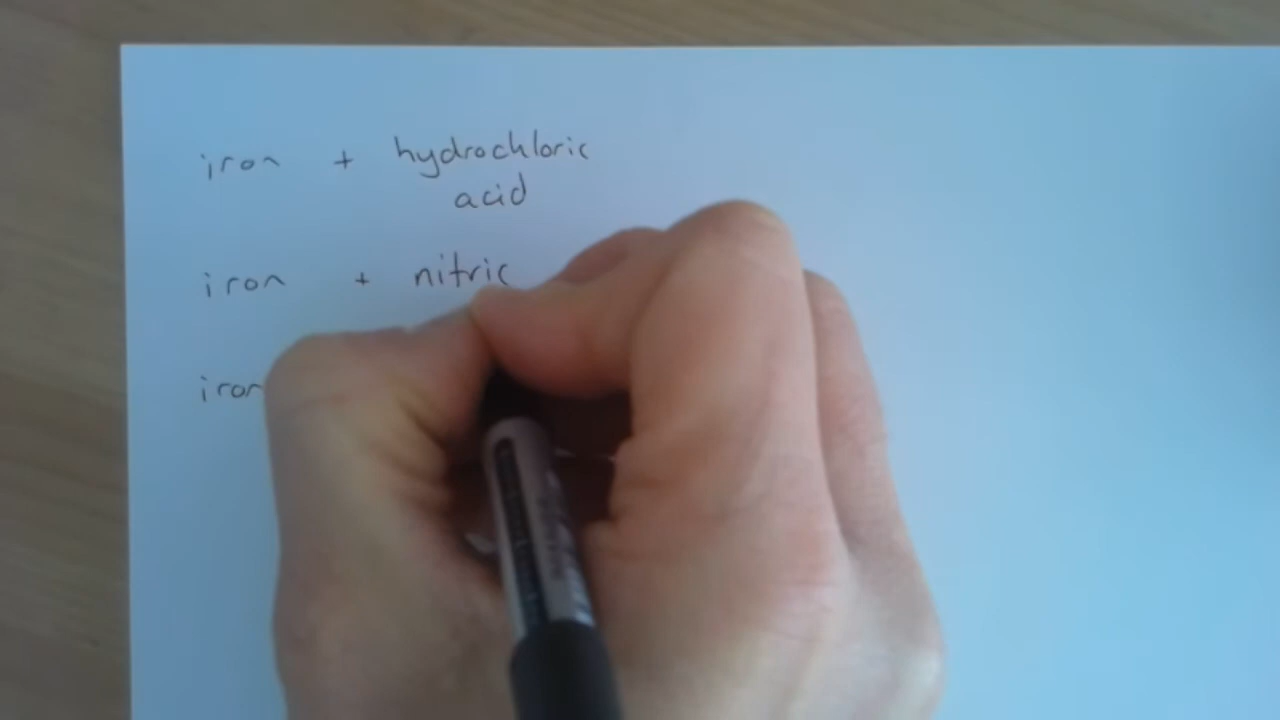 iron + hydrochloric
acid
iron + nitric
iron